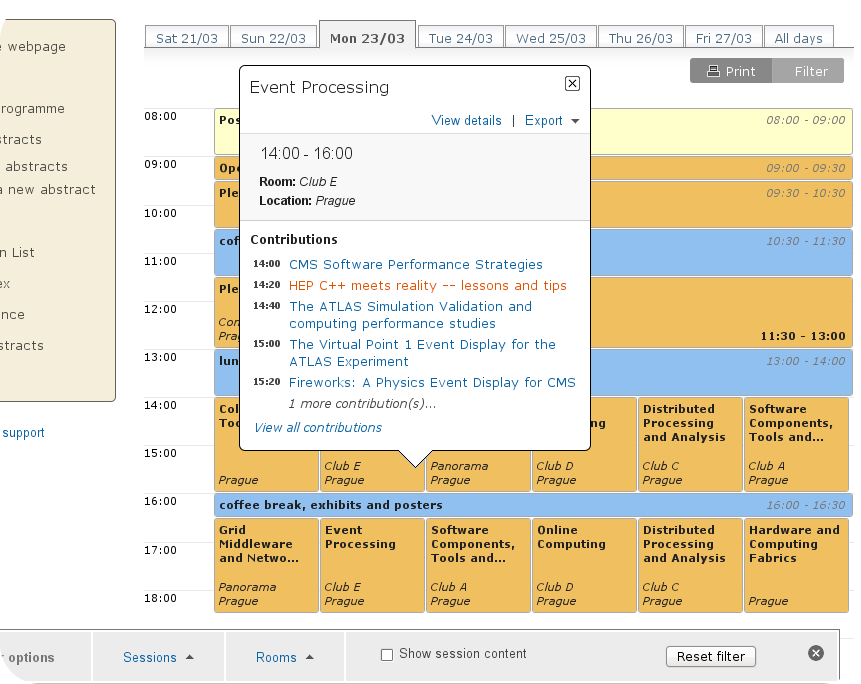 Sat 21/03 Sun 22/03 Mon 23/03 Tue 24/03 Wed 25/03 Thu 26/03 Fri 27/03 All days
webpage
Print Filter
rogramme
stracts
abstracts
a new abstract
n List
ex
nce
stracts
support
Event Processing
View details | Export
14:00 - 16:00
Room: Club E
Location: Prague
Contributions
14:00 CMS Software Performance Strategies
14:20 HEP C++ meets reality -- lessons and tips
14:40 The ATLAS Simulation Validation and
computing performance studies
15:00 The Virtual Point 1 Event Display for the
ATLAS Experiment
15:20 Fireworks: A Physics Event Display for CMS
1 more contribution(s)...
View all contributions
08:00 Pos 08:00 - 09:00
09:00 Ope 09:00 - 09:30
Ple 09:30 - 10:30
10:00
cof 10:30 - 11:30
11:00
Ple
12:00
Con
Prag 11:30 - 13:00
13:00 lun 13:00 - 14:00
14:00
Col
Too
ng
Distributed
Processing
and Analysis
Software
Components,
Tools and...
15:00
Prague
Club E
Prague
Panorama
Prague
Club D
Prague
Club C
Prague
Club A
Prague
16:00 coffee break, exhibits and posters 16:00 - 16:30
Grid
Middleware
and Netwo...
Panorama
Prague
Event
Processing
Club E
Prague
Software
Components,
Tools and...
Club A
Prague
Online
Computing
Club D
Prague
Distributed
Processing
and Analysis
Club C
Prague
Hardware and
Computing
Fabrics
Prague
17:00
18:00
r options Sessions Rooms Show session content Reset filter